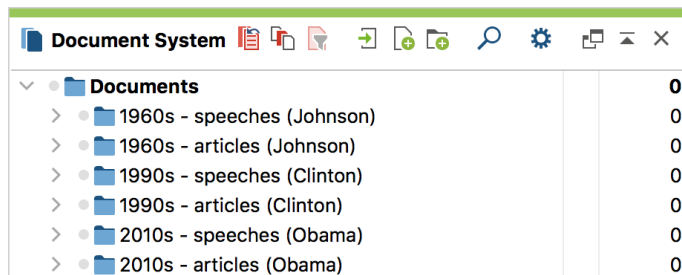 Document System
Documents 0
1960s - speeches (Johnson) 0
1960s - articles (Johnson) 0
1990s - speeches (Clinton) 0
1990s - articles (Clinton) 0
2010s - speeches (Obama) 0
2010s - articles (Obama) 0